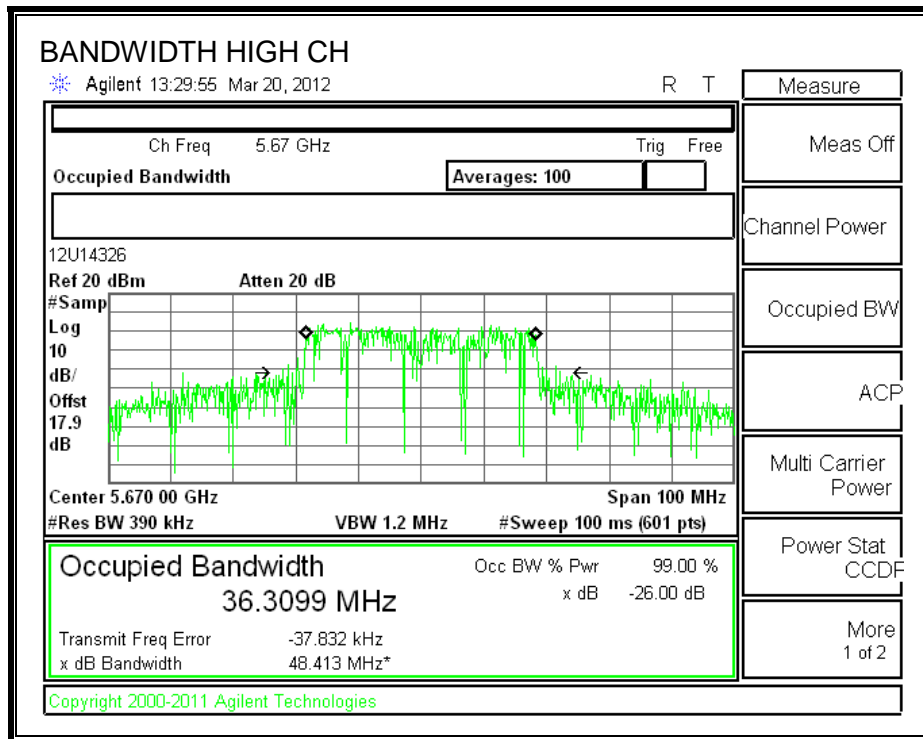 BANDWIDTH HIGH CH
Agilent 13:29:55 Mar 20, 2012 R T
Ch Freq 5.67 GHz Trig Free
Occupied Bandwidth Averages: 100
12U14326
Ref 20 dBm Atten 20 dB
#Samp
Log
10
dB/
Offst
17.9
dB
Center 5.670 00 GHz Span 100 MHz
#Res BW 390 kHz VBW 1.2 MHz #Sweep 100 ms (601 pts)
Occupied Bandwidth Occ BW % Pwr 99.00 %
36.3099 MHz x dB -26.00 dB
Transmit Freq Error -37.832 kHz
x dB Bandwidth 48.413 MHz*
Copyright 2000-2011 Agilent Technologies
Measure
Meas Off
Channel Power
Occupied BW
ACP
Multi Carrier
Power
Power Stat
CCDF
More
1 of 2